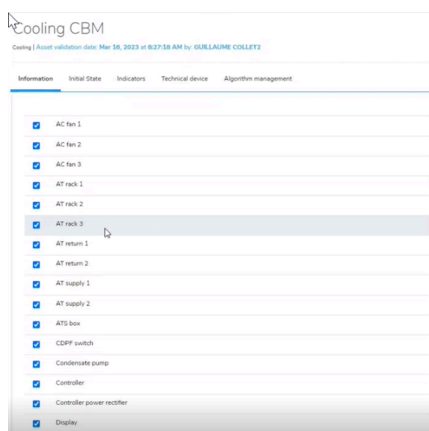 Cooling CBM
Cooling | Asset validation date: Mar 16, 2023 at 8:27:18 AM by: GUILLAUME COLLET2
Information Initial State Indicators Technical device Algorithm management
AC fan 1
AC fan 2
AC fan 3
AT rack 1
AT rack 2
AT rack 3
AT return 1
AT return 2
AT supply 1
AT supply 2
ATS box
CDPF switch
Condensate pump
Controller
Controller power rectifier
Display